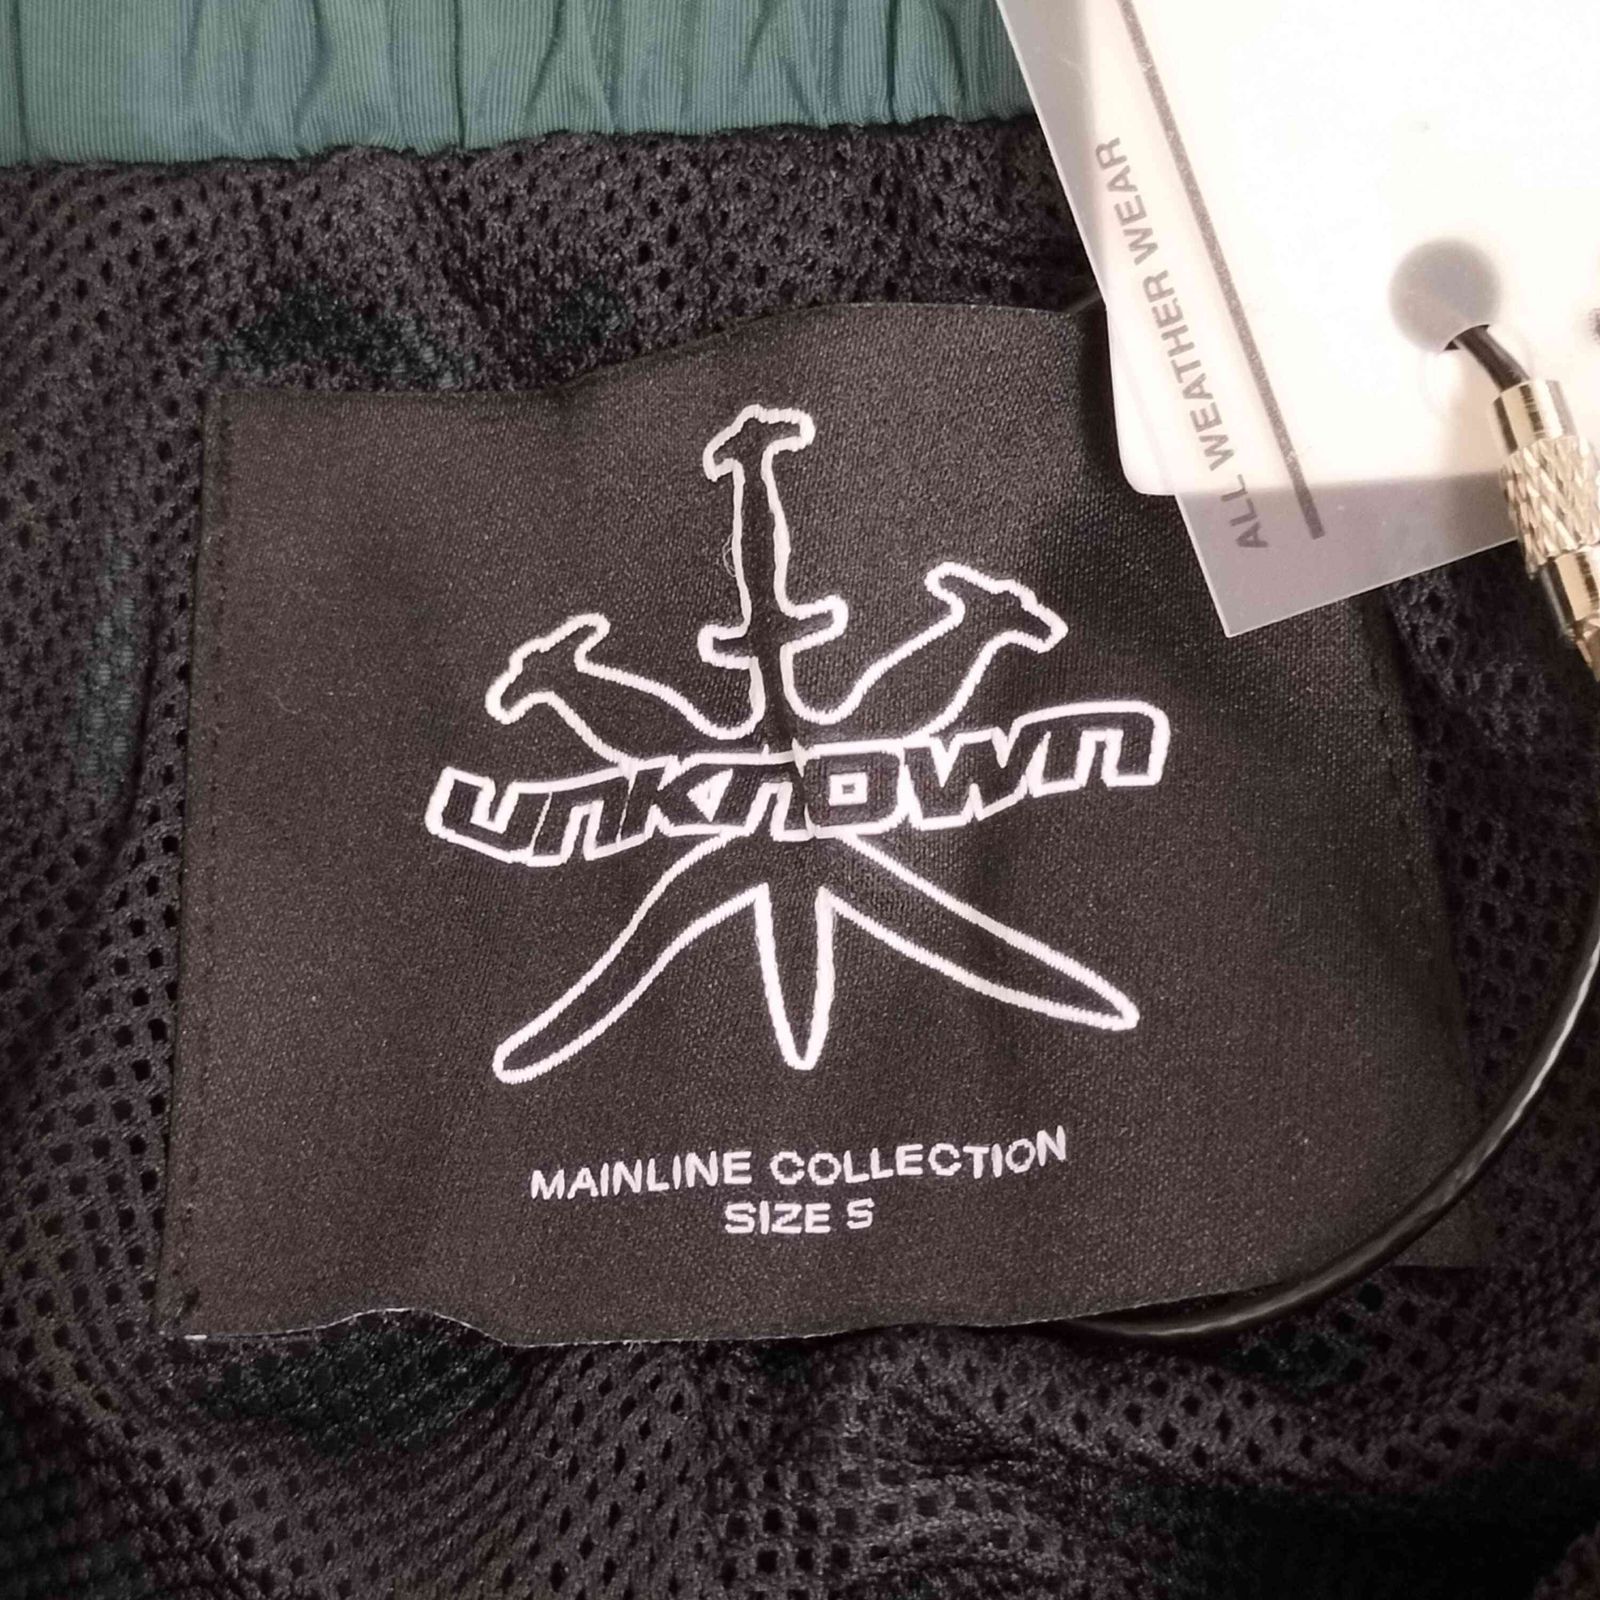 ALL WEATHER WEAR
UNKNOWN
MAINLINE COLLECTION
SIZE S